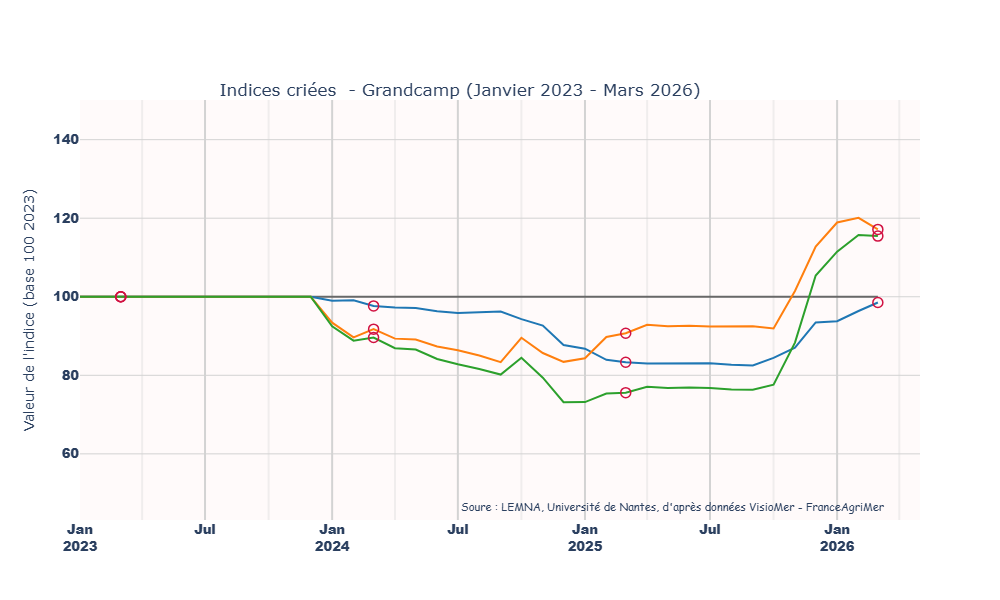 Indices criées  - Grandcamp (Janvier 2023 - Mars 2026)
Valeur de l'indice (base 100 2023)
140
120
100
80
60
Soure : LEMNA, Université de Nantes, d'après données VisioMer - FranceAgriMer
Jan Jul Jan Jul Jan Jul Jan
2023 2024 2025 2026